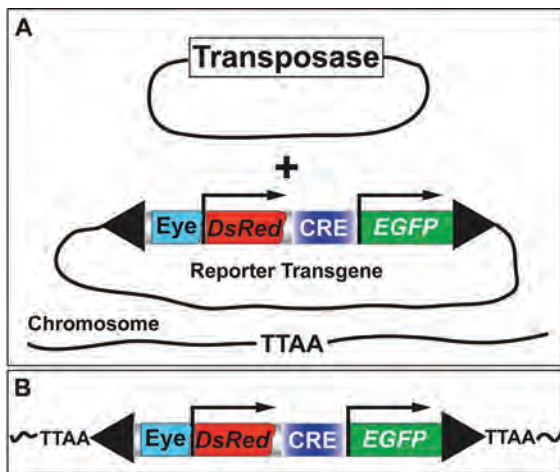 A
Transposase
+
Eye DsRed CRE EGFP
Reporter Transgene
Chromosome
TTAA
B
TTAA Eye DsRed CRE EGFP TTAA